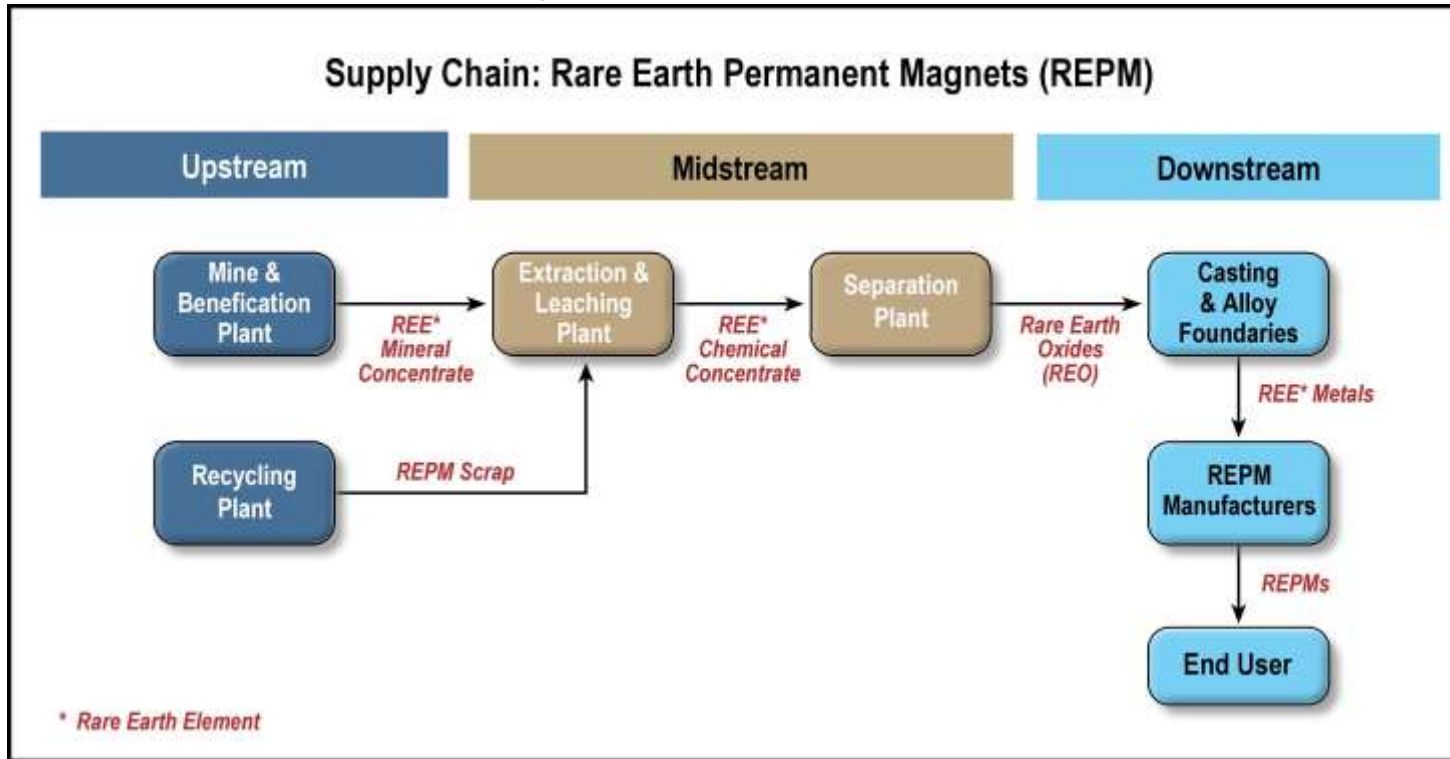 Supply Chain: Rare Earth Permanent Magnets (REPM)
Upstream
Midstream
Downstream
Mine &
Benefication
Plant
REE*
Mineral
Concentrate
Extraction &
Leaching
Plant
REE*
Chemical
Concentrate
Separation
Plant
Rare Earth
Oxides
(REO)
Casting
& Alloy
Foundaries
REE* Metals
Recycling
Plant
REPM Scrap
REPM
Manufacturers
REPMs
End User
* Rare Earth Element